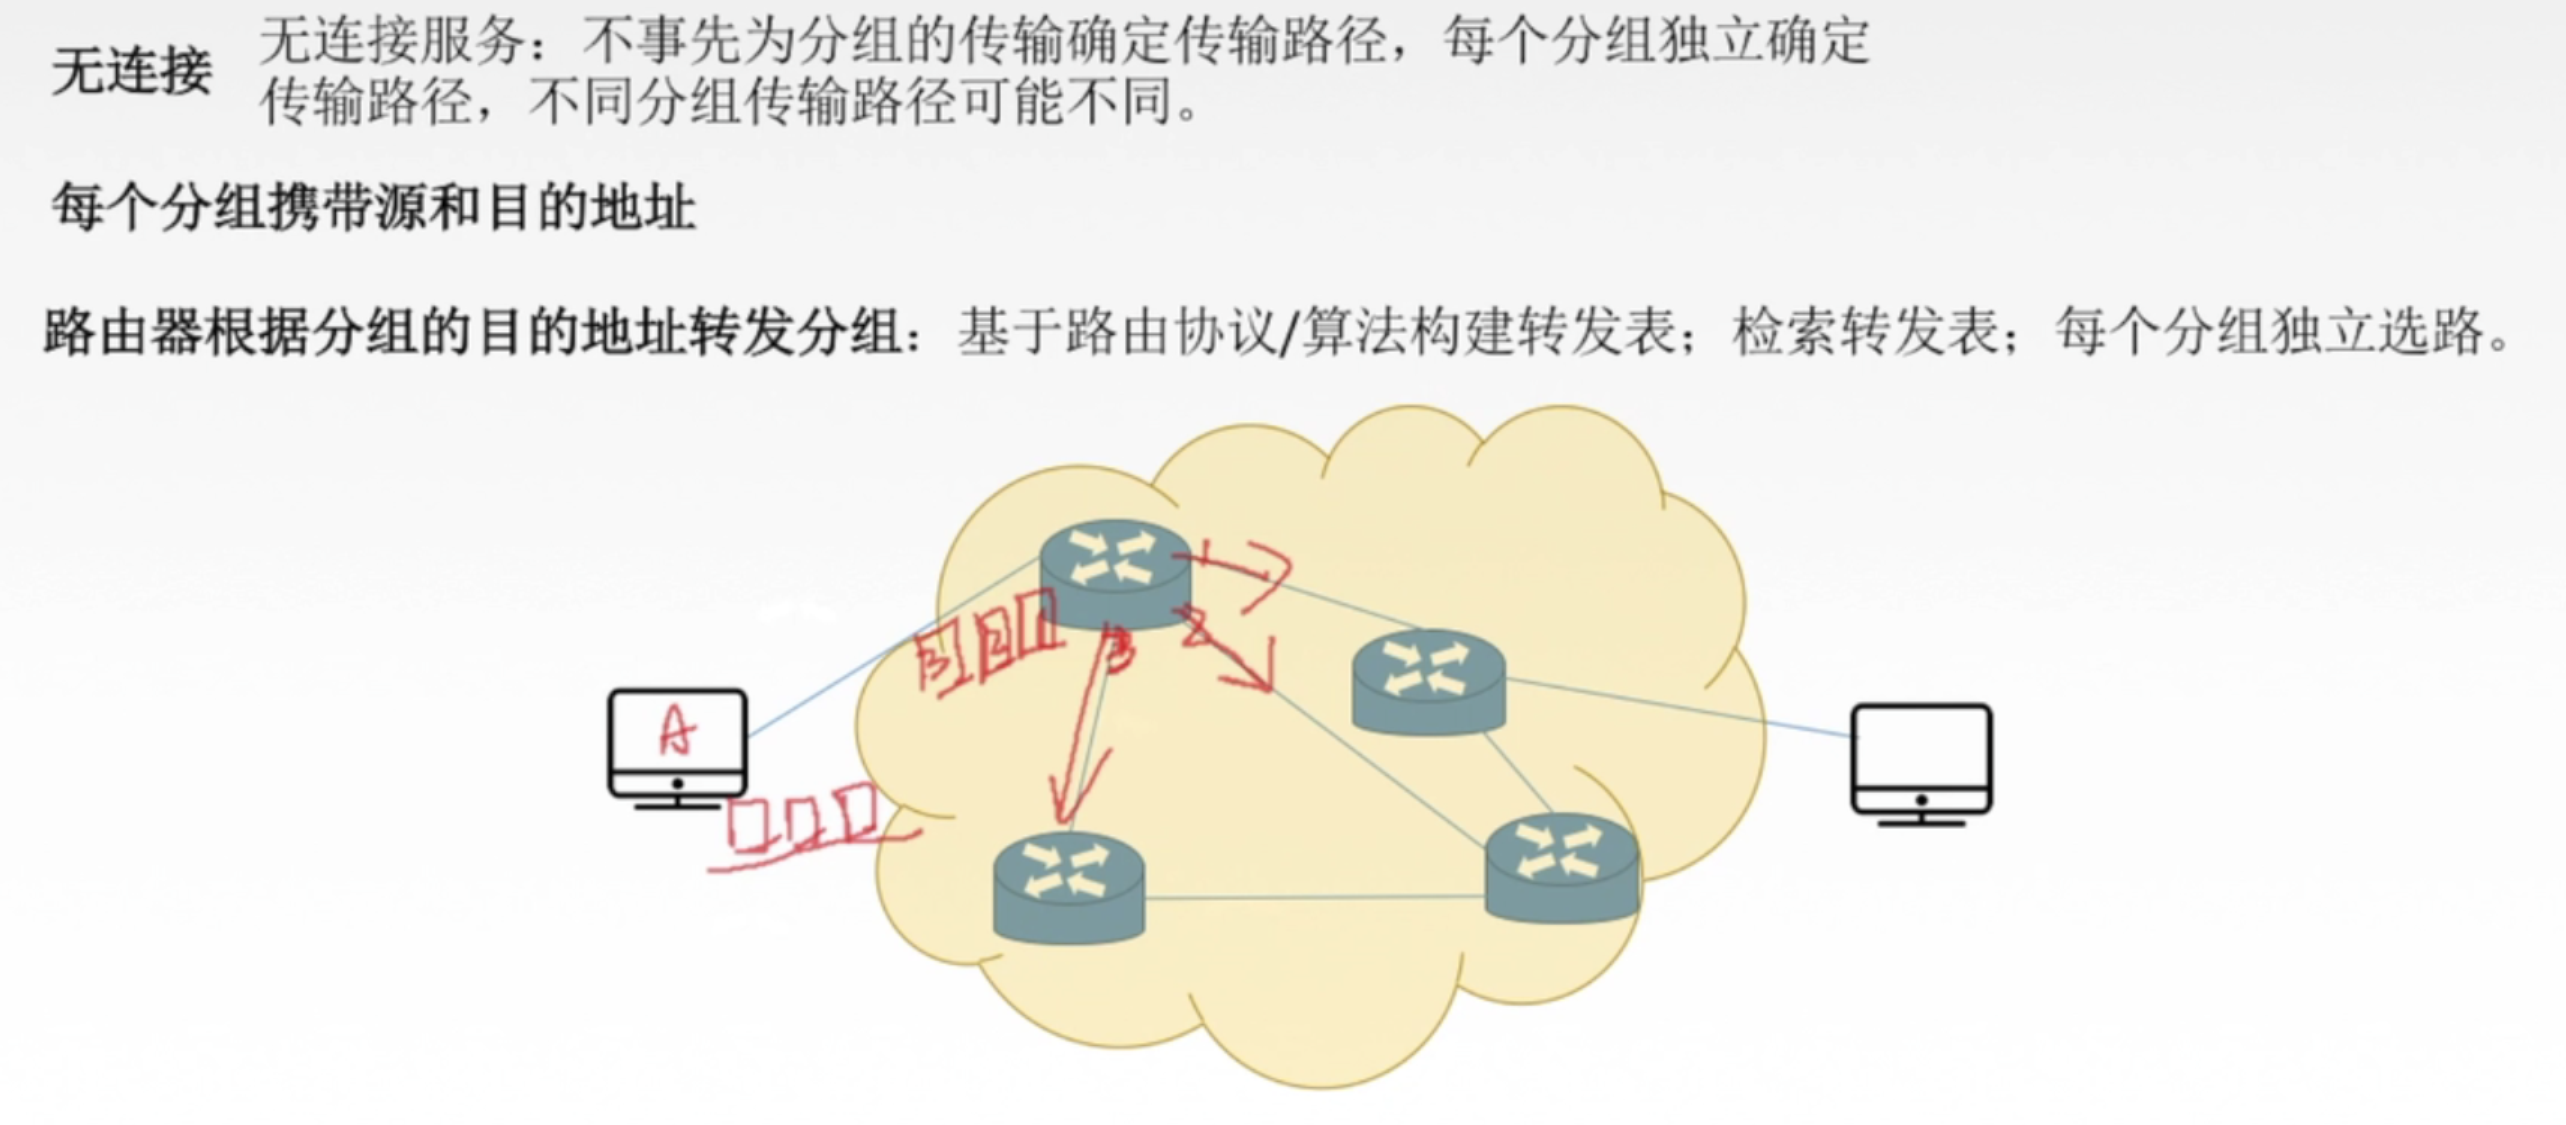 无连接
无连接服务：不事先为分组的传输确定传输路径，每个分组独立确定
传输路径，不同分组传输路径可能不同。
每个分组携带源和目的地址
路由器根据分组的目的地址转发分组：基于路由协议/算法构建转发表；检索转发表；每个分组独立选路。
1
3 2 1
3
2
A